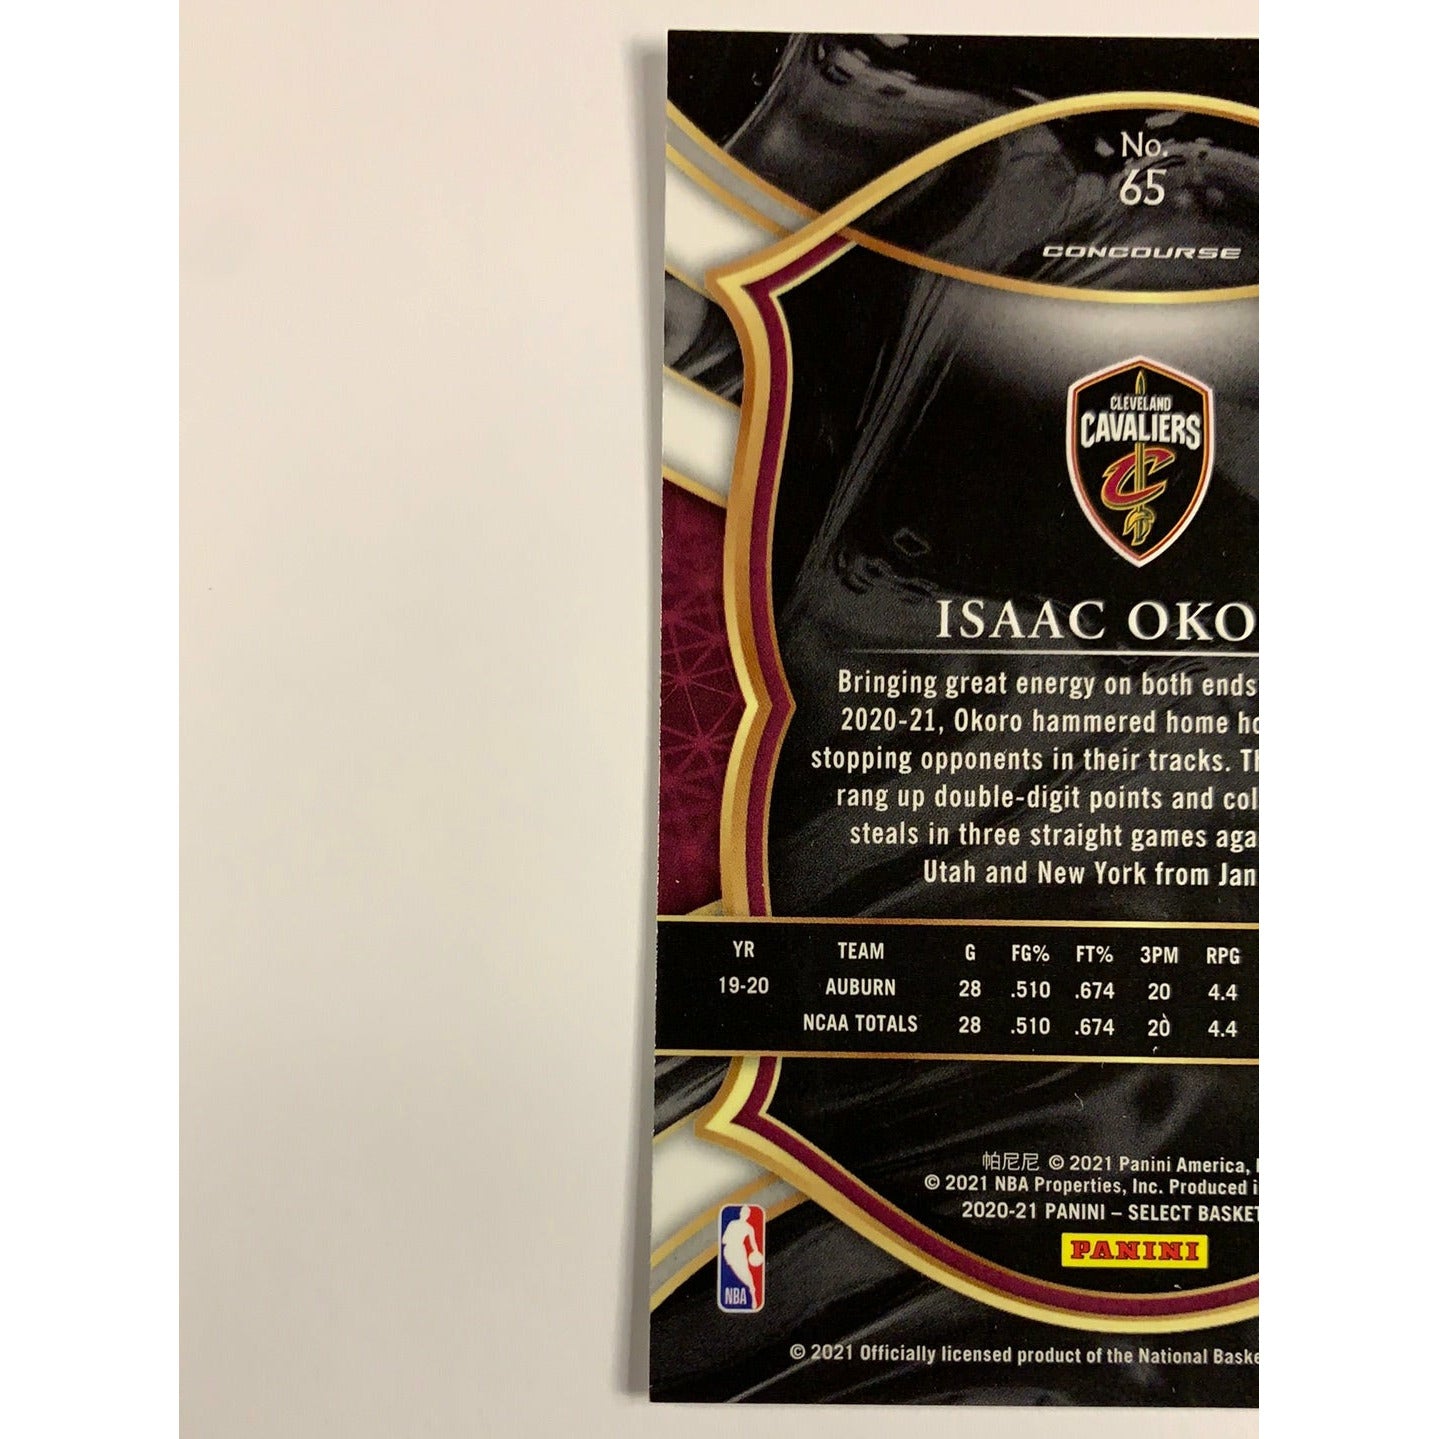 No.
65
CONCOURSE
CLEVELAND
CAVALIERS
C
ISAAC OKO
Bringing great energy on both ends
2020-21, Okoro hammered home
stopping opponents in their tracks.
rang up double-digit points and
steals in three straight games
Utah and New York from Jan
YR TEAM G FG% FT% 3PM RPG
19-20 AUBURN 28 .510 .674 20 4.4
NCAA TOTALS 28 .510 .674 20 4.4
帕尼尼 © 2021 Panini America,
© 2021 NBA Properties, Inc. Produced
2020-21 PANINI – SELECT BASKET
PANINI
NBA
© 2021 Officially licensed product of the National Baske